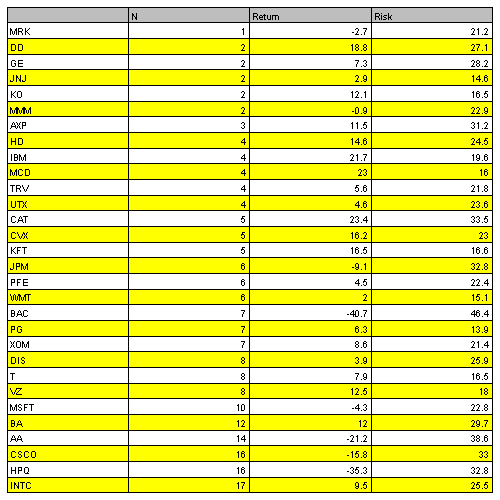 N Return Risk
MRK 1 -2.7 21.2
DD 2 18.8 27.1
GE 2 7.3 28.2
JNJ 2 2.9 14.6
KO 2 12.1 16.5
MMM 2 -0.9 22.9
AXP 3 11.5 31.2
HD 4 14.6 24.5
IBM 4 21.7 19.6
MCD 4 23 16
TRV 4 5.6 21.8
UTX 4 4.6 23.6
CAT 5 23.4 33.5
CVX 5 16.2 23
KFT 5 16.5 16.6
JPM 6 -9.1 32.8
PFE 6 4.5 22.4
WMT 6 2 15.1
BAC 7 -40.7 46.4
PG 7 6.3 13.9
XOM 7 8.6 21.4
DIS 8 3.9 25.9
T 8 7.9 16.5
VZ 8 12.5 18
MSFT 10 -4.3 22.8
BA 12 12 29.7
AA 14 -21.2 38.6
CSCO 16 -15.8 33
HPQ 16 -35.3 32.8
INTC 17 9.5 25.5